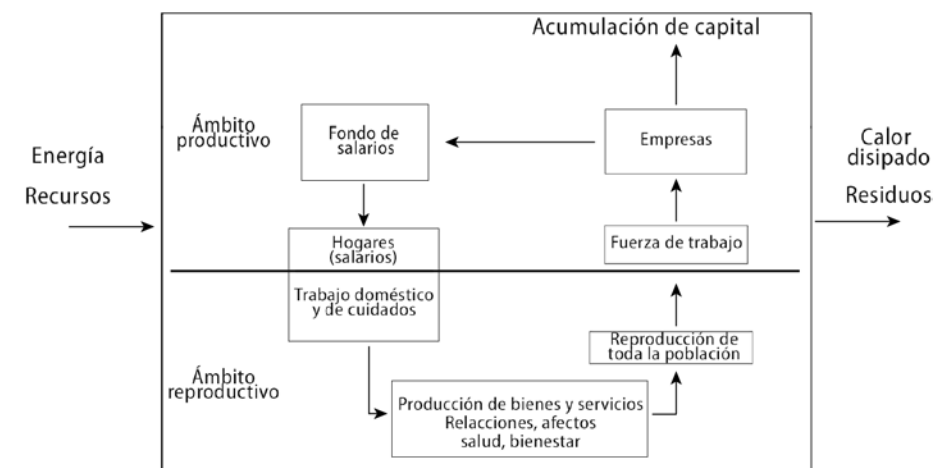 Acumulación de capital
Ámbito
productivo
Fondo de
salarios
Empresas
Energía
Recursos
Calor
disipado
Residuos
Hogares
(salários)
Fuerza de trabajo
Trabajo doméstico
y de cuidados
Reproducción de
toda la población
Ámbito
reproductivo
Producción de bienes y servicios
Relacciones, afectos
salud, bienestar